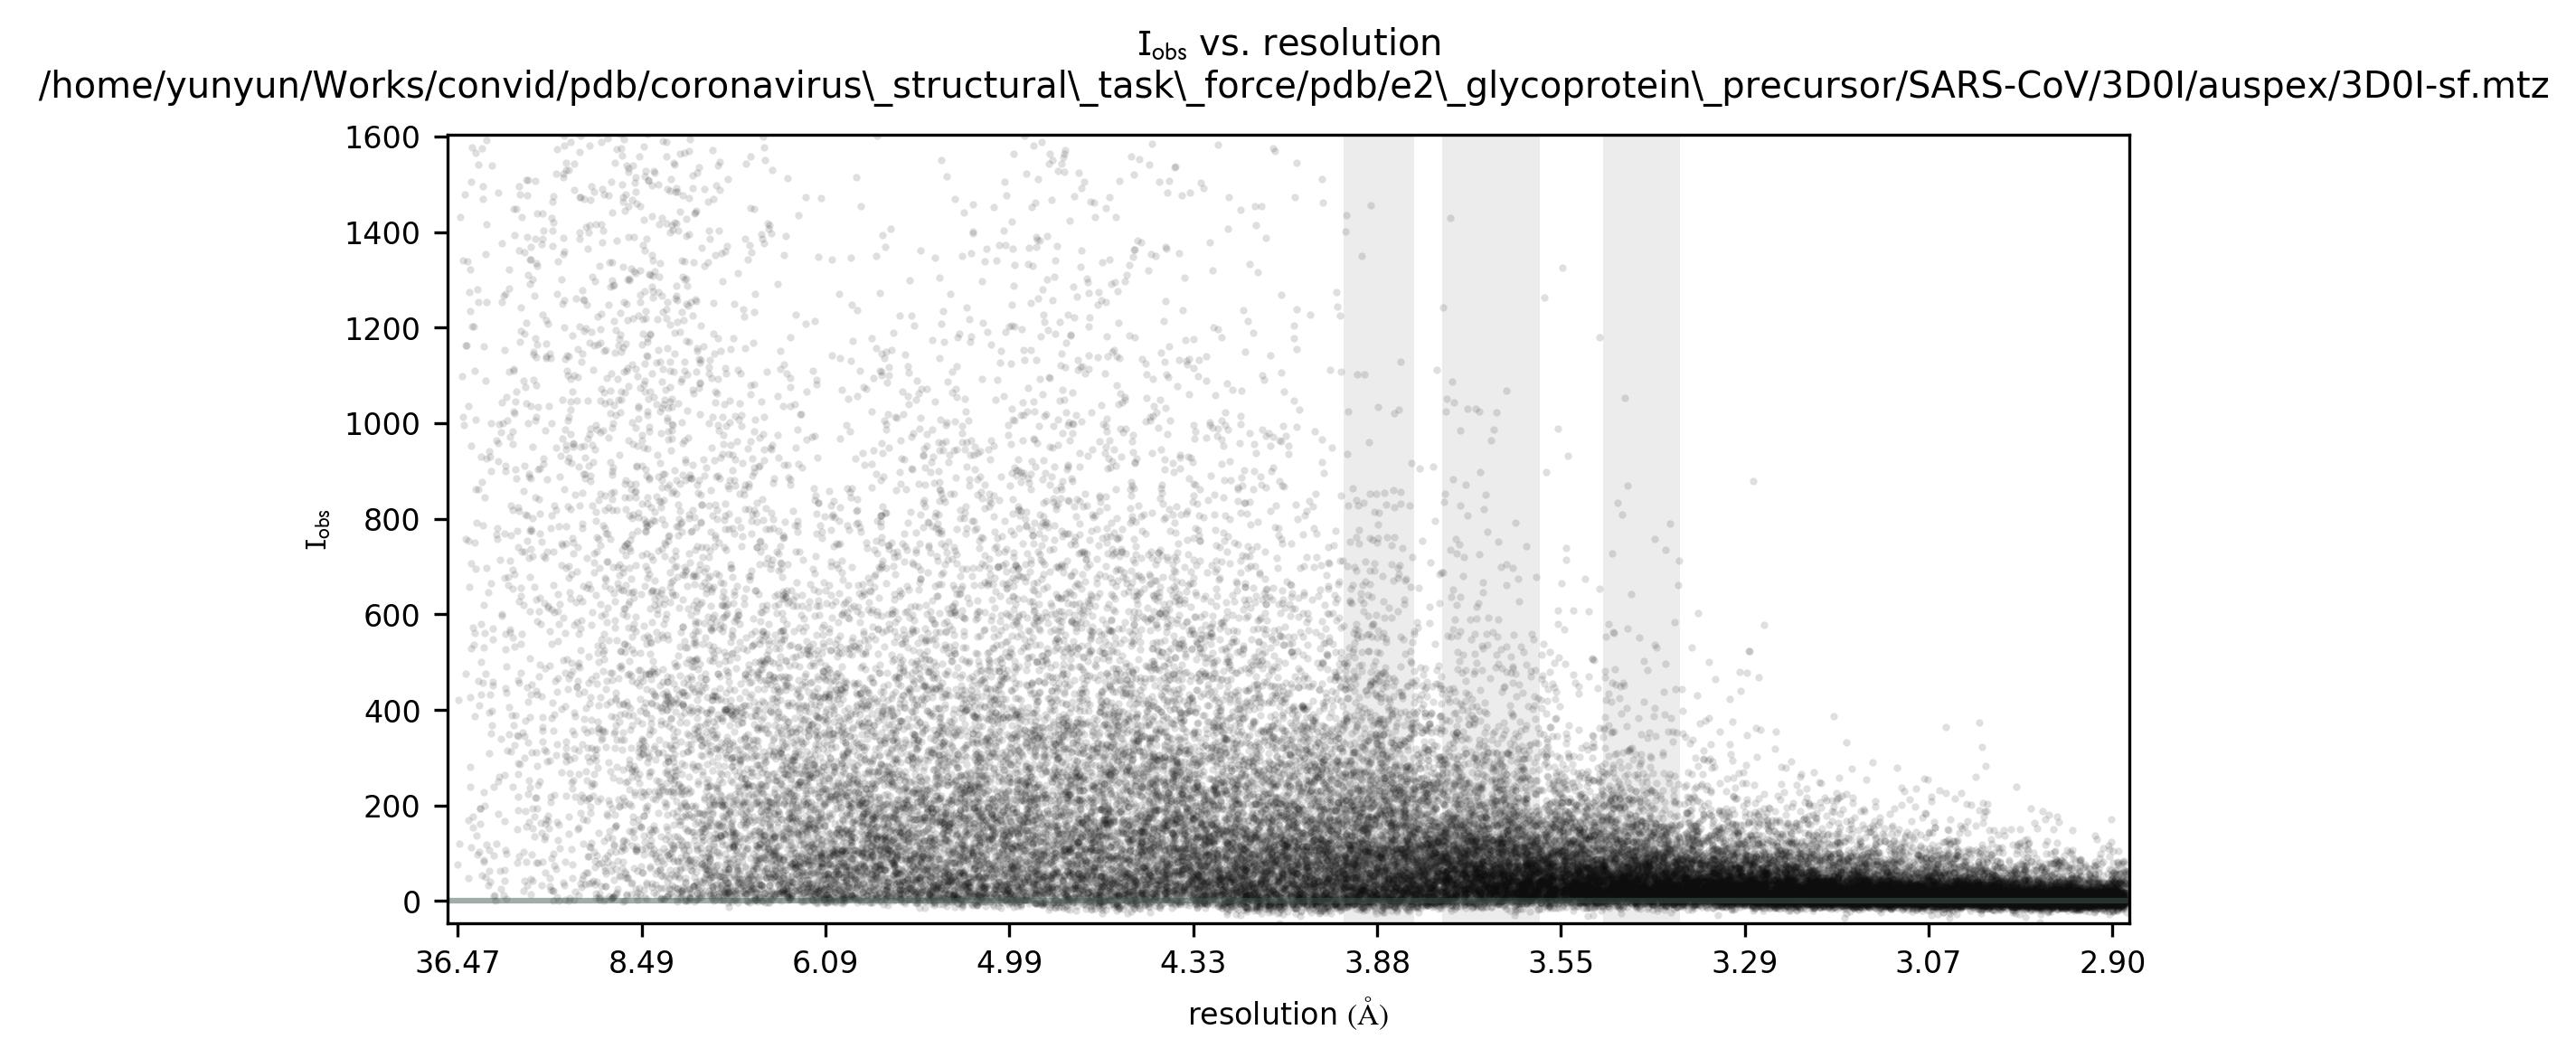 I_obs vs. resolution
/home/yunyun/Works/convid/pdb/coronavirus\_structural\_task\_force/pdb/e2\_glycoprotein\_precursor/SARS-CoV/3D0I/auspex/3D0I-sf.mtz
1600
1400
1200
1000
800
600
400
200
0
I_obs
36.47 8.49 6.09 4.99 4.33 3.88 3.55 3.29 3.07 2.90
resolution (Å)